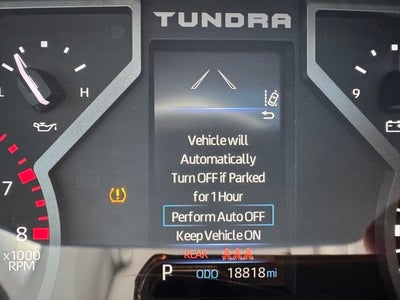 TUNDRA
L
H
9
Vehicle will
Automatically
Turn OFF if Parked
for 1 Hour
Perform Auto OFF
Keep Vehicle ON
REAR
7
8
x1000
RPM
P
ODO 18818 mi